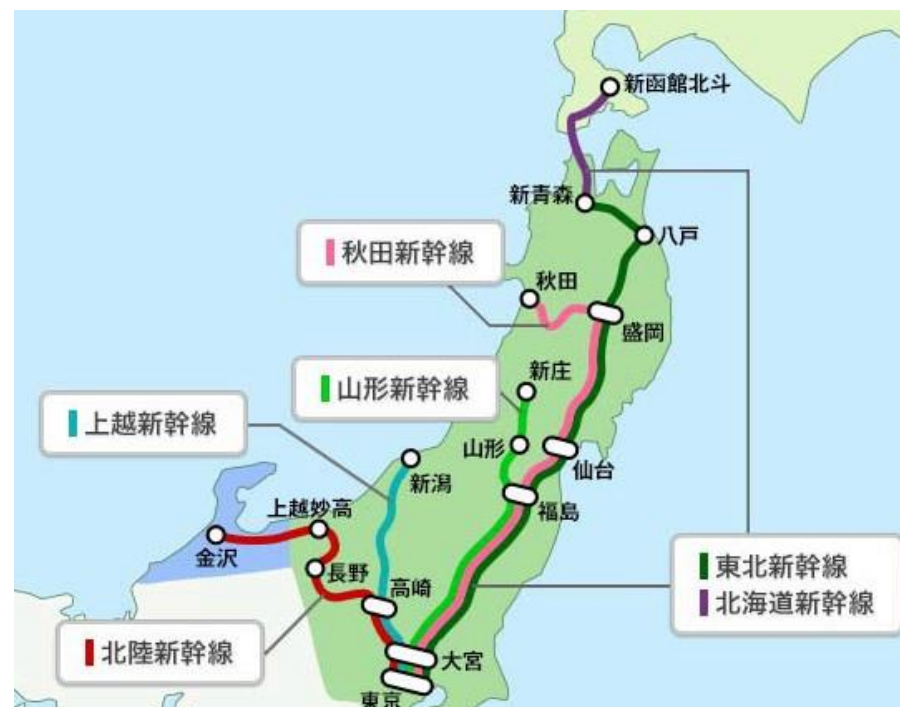 新函館北斗
新青森
八戸
秋田新幹線
秋田
盛岡
新庄
山形新幹線
上越新幹線
山形
仙台
新潟
福島
上越妙高
金沢
長野
高崎
東北新幹線
北海道新幹線
北陸新幹線
大宮
東京